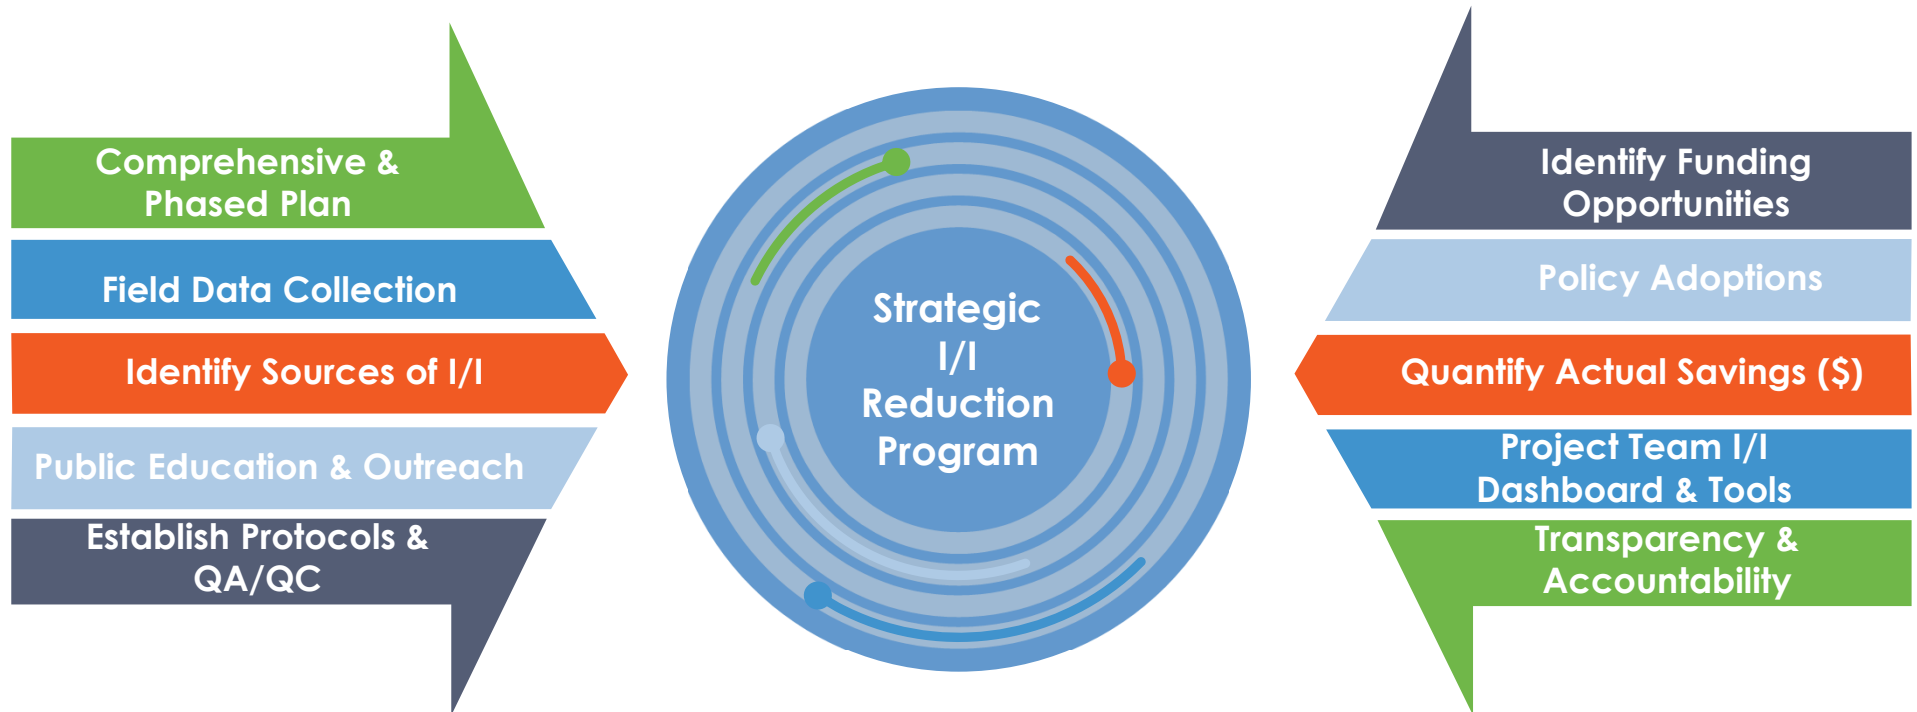 Comprehensive &
Phased Plan
Field Data Collection
Identify Sources of I/I
Public Education & Outreach
Establish Protocols &
QA/QC
Strategic
I/I
Reduction
Program
Identify Funding
Opportunities
Policy Adoptions
Quantify Actual Savings ($)
Project Team I/I
Dashboard & Tools
Transparency &
Accountability